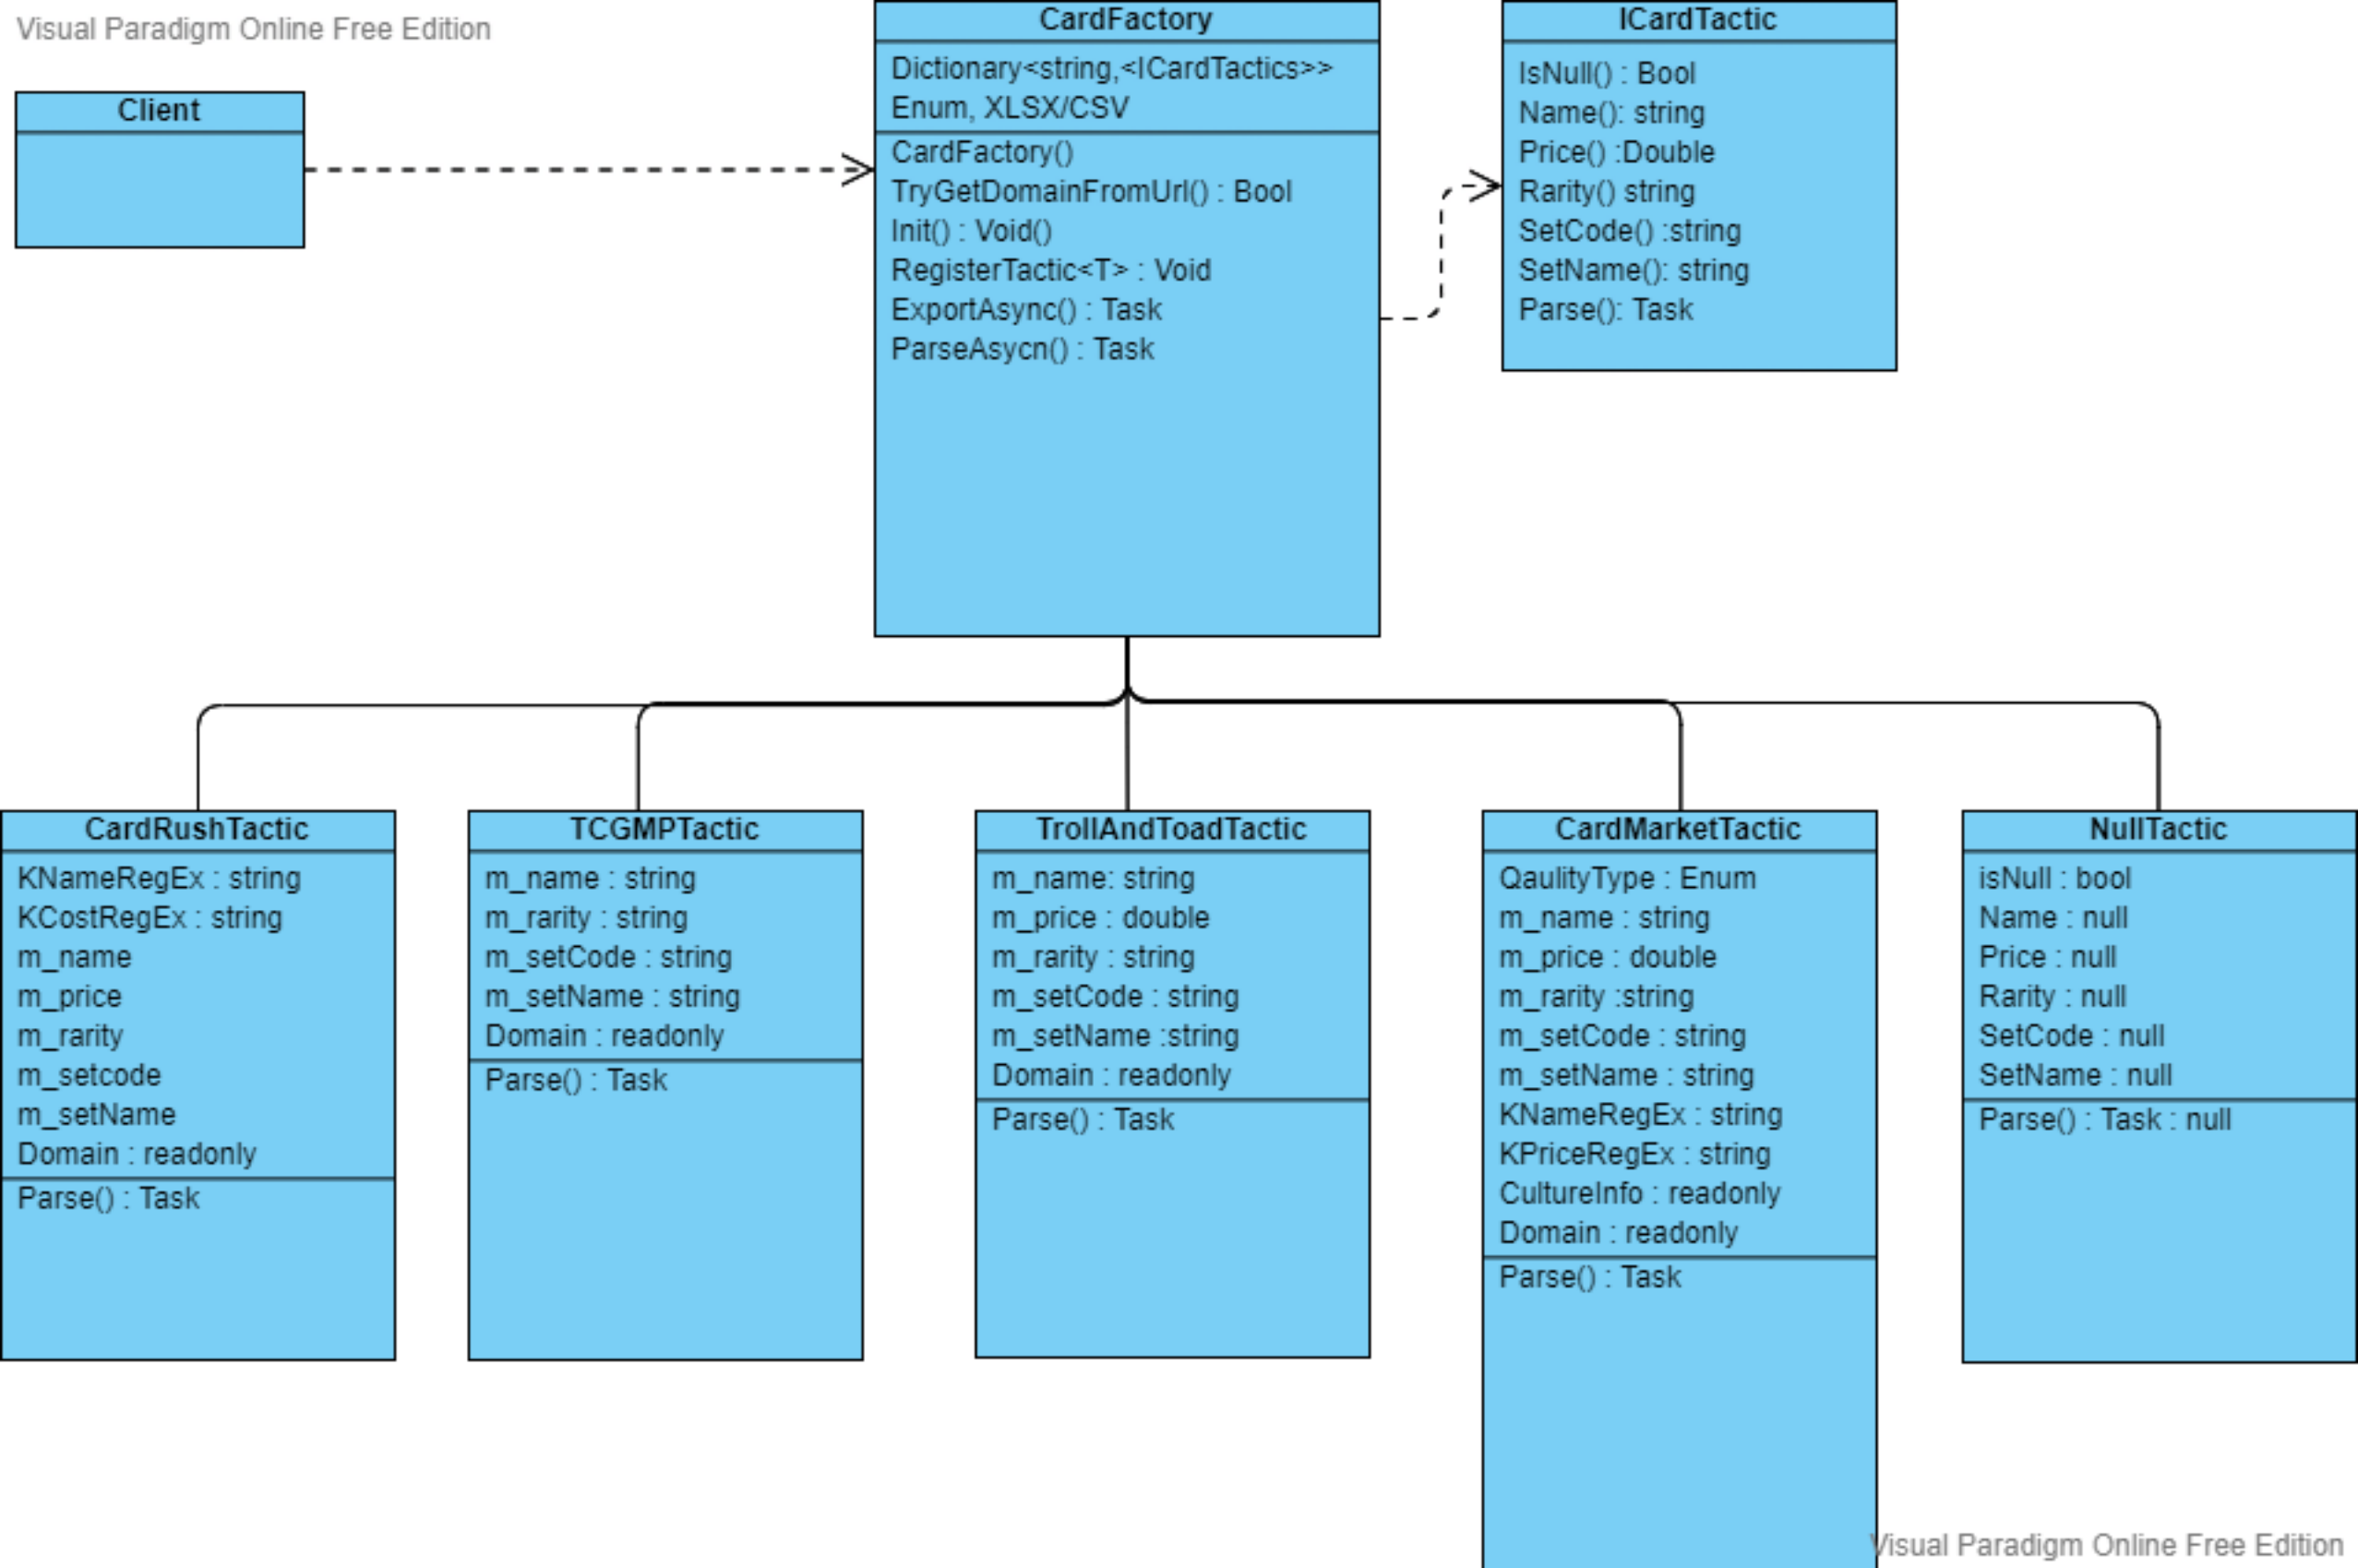 Visual Paradigm Online Free Edition
Client
CardFactory
Dictionary<string,<ICardTactics>>
Enum, XLSX/CSV
CardFactory()
TryGetDomainFromUrl() : Bool
Init() : Void()
RegisterTactic<T> : Void
ExportAsync() : Task
ParseAsycn() : Task
ICardTactic
IsNull() : Bool
Name(): string
Price() :Double
Rarity() string
SetCode() :string
SetName(): string
Parse(): Task
CardRushTactic
KNameRegEx : string
KCostRegEx : string
m_name
m_price
m_rarity
m_setcode
m_setName
Domain : readonly
Parse() : Task
TCGMPTactic
m_name : string
m_rarity : string
m_setCode : string
m_setName : string
Domain : readonly
Parse() : Task
TrollAndToadTactic
m_name: string
m_price : double
m_rarity : string
m_setCode : string
m_setName :string
Domain : readonly
Parse() : Task
CardMarketTactic
QaulityType : Enum
m_name : string
m_price : double
m_rarity :string
m_setCode : string
m_setName : string
KNameRegEx : string
KPriceRegEx : string
CultureInfo : readonly
Domain : readonly
Parse() : Task
NullTactic
isNull : bool
Name : null
Price : null
Rarity : null
SetCode : null
SetName : null
Parse() : Task : null
Visual Paradigm Online Free Edition